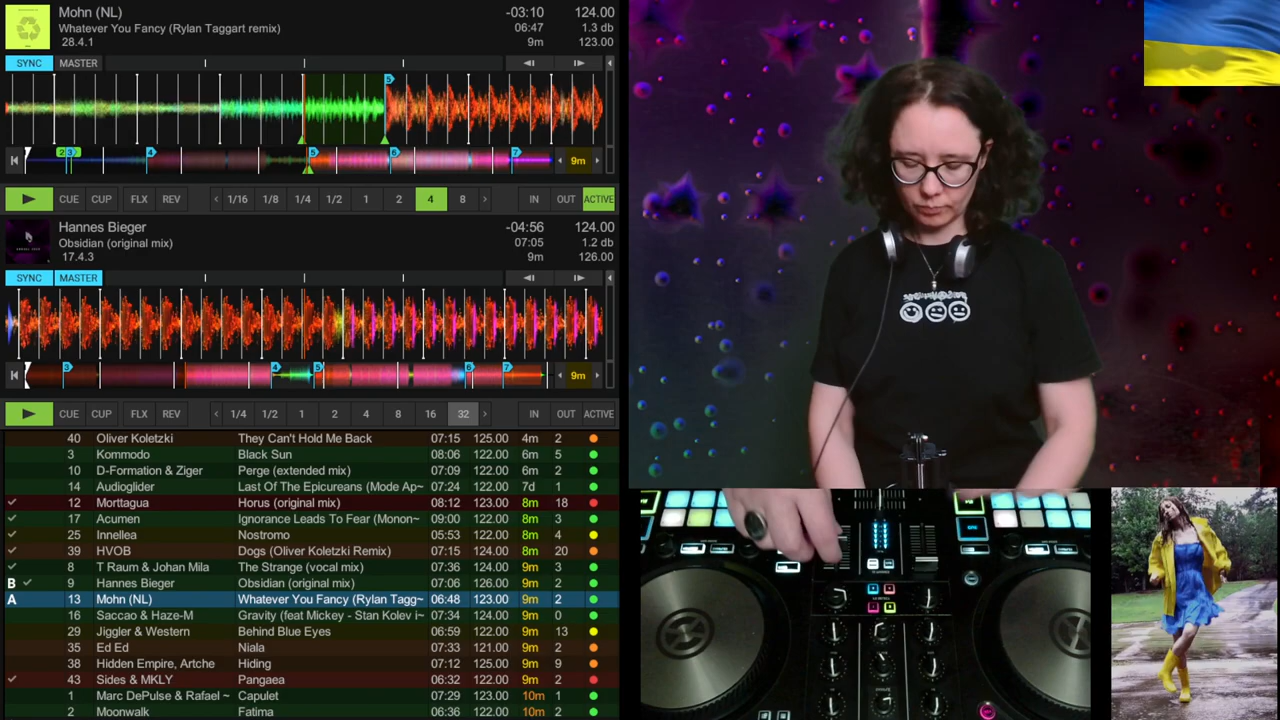 Mohn (NL) -03:10 124.00
Whatever You Fancy (Rylan Taggart remix) 06:47 1.3 db
28.4.1 9m 123.00
SYNC MASTER
5
2 3 4 5 6 7 9m
CUE CUP FLX REV 1/16 1/8 1/4 1/2 1 2 4 8 IN OUT ACTIVE
Hannes Bieger -04:56 124.00
Obsidian (original mix) 07:05 1.2 db
17.4.3 9m 126.00
SYNC MASTER
3 4 5 6 7 9m
CUE CUP FLX REV 1/4 1/2 1 2 4 8 16 32 IN OUT ACTIVE
40 Oliver Koletzki They Can't Hold Me Back 07:15 125.00 4m 2
3 Kommodo Black Sun 08:06 122.00 6m 5
10 D-Formation & Ziger Perge (extended mix) 07:09 122.00 6m 2
14 Audioglider Last Of The Epicureans (Mode Ap~ 07:24 122.00 7d 1
12 Morttagua Horus (original mix) 08:12 123.00 8m 18
17 Acumen Ignorance Leads To Fear (Monon~ 09:00 122.00 8m 3
25 Innellea Nostromo 05:53 122.00 8m 4
39 HVOB Dogs (Oliver Koletzki Remix) 07:15 124.00 8m 20
8 T Raum & Johan Mila The Strange (vocal mix) 07:36 124.00 9m 3
B 9 Hannes Bieger Obsidian (original mix) 07:06 126.00 9m 2
A 13 Mohn (NL) Whatever You Fancy (Rylan Tagg~ 06:48 123.00 9m 2
16 Saccao & Haze-M Gravity (feat Mickey - Stan Kolev i~ 07:34 124.00 9m 0
29 Jiggler & Western Behind Blue Eyes 06:59 122.00 9m 13
35 Ed Ed Niala 07:33 121.00 9m 2
38 Hidden Empire, Artche Hiding 07:12 125.00 9m 9
43 Sides & MKLY Pangaea 06:32 122.00 9m 2
1 Marc DePulse & Rafael ~ Capulet 07:29 123.00 10m 1
2 Moonwalk Fatima 06:36 122.00 10m 2